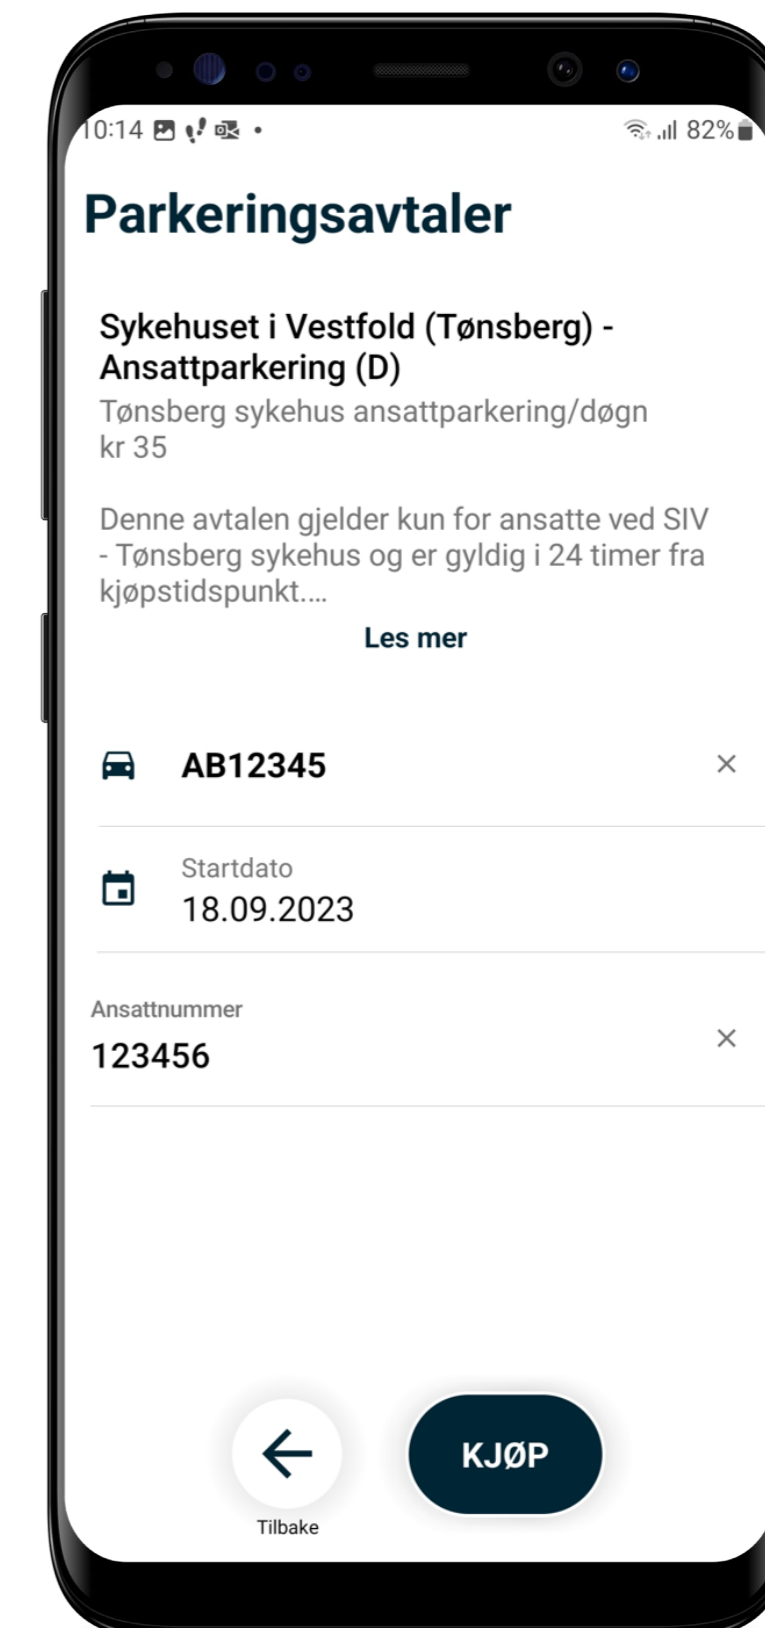 10:14 82%
Parkeringsavtaler
Sykehuset i Vestfold (Tønsberg) -
Ansattparkering (D)
Tønsberg sykehus ansattparkering/døgn
kr 35
Denne avtalen gjelder kun for ansatte ved SIV
- Tønsberg sykehus og er gyldig i 24 timer fra
kjøpstidspunkt....
Les mer
AB12345
Startdato
18.09.2023
Ansattnummer
123456
KJØP
Tilbake